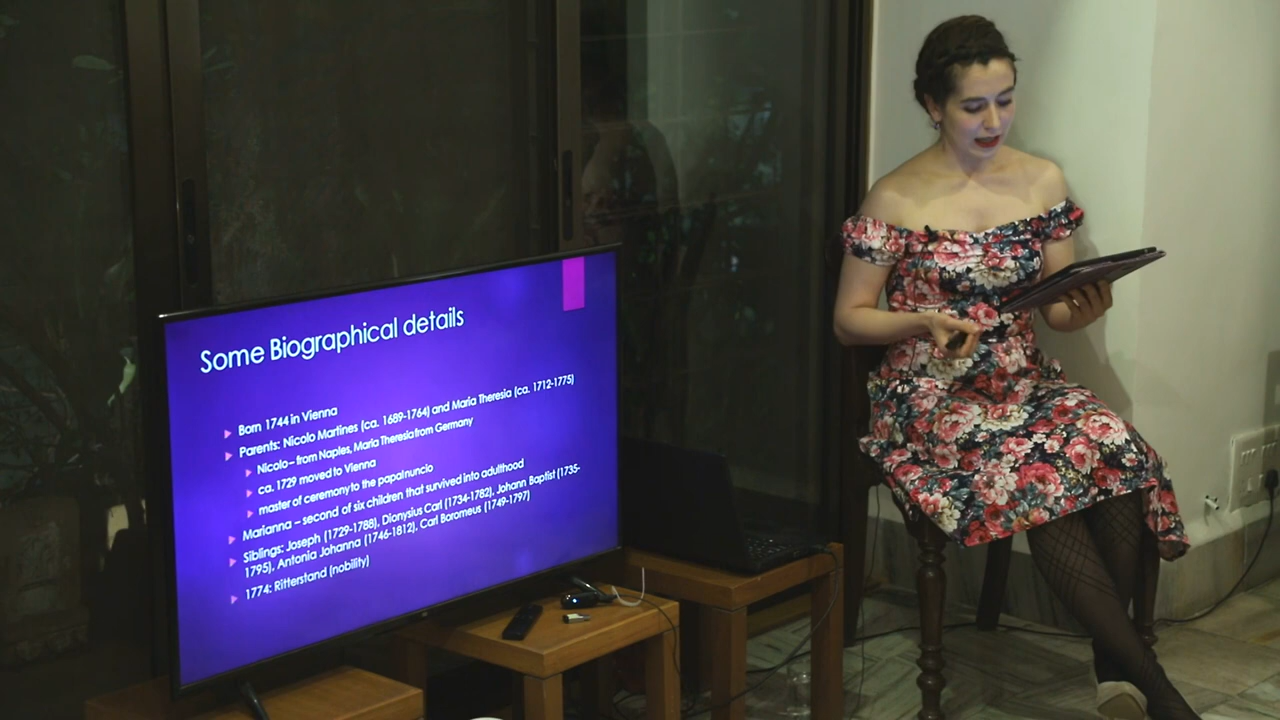 Some Biographical details
Born 1744 in Vienna
Parents: Nicolo Martines (ca. 1689-1764) and Maria Theresia (ca. 1712-1775)
Nicolo – from Naples, Maria Theresia from Germany
ca. 1729 moved to Vienna
master of ceremony to the papal nuncio
Marianna – second of six children that survived into adulthood
Siblings: Joseph (1729-1788), Dionysius Carl (1734-1782), Johann Baptist (1735-
1795), Antonia Johanna (1746-1812), Carl Boromeus (1749-1797)
1774: Ritterstand (nobility)